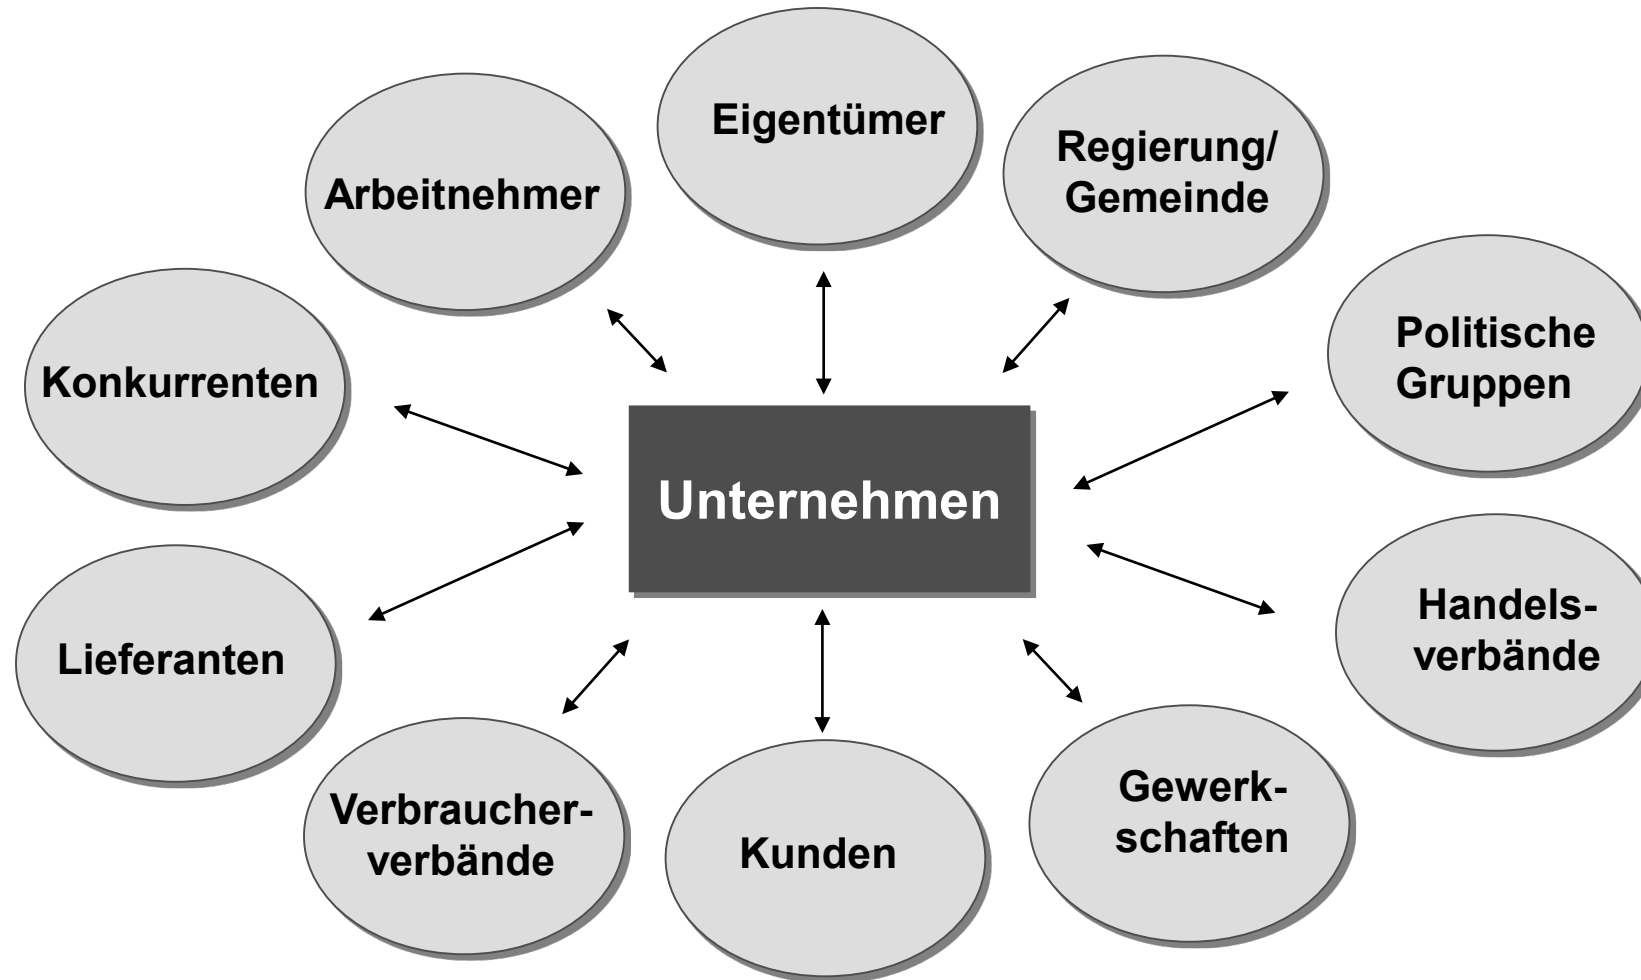 Eigentümer
Regierung/
Gemeinde
Arbeitnehmer
Politische
Gruppen
Konkurrenten
Unternehmen
Handels-
verbände
Lieferanten
Gewerk-
schaften
Verbraucher-
verbände
Kunden